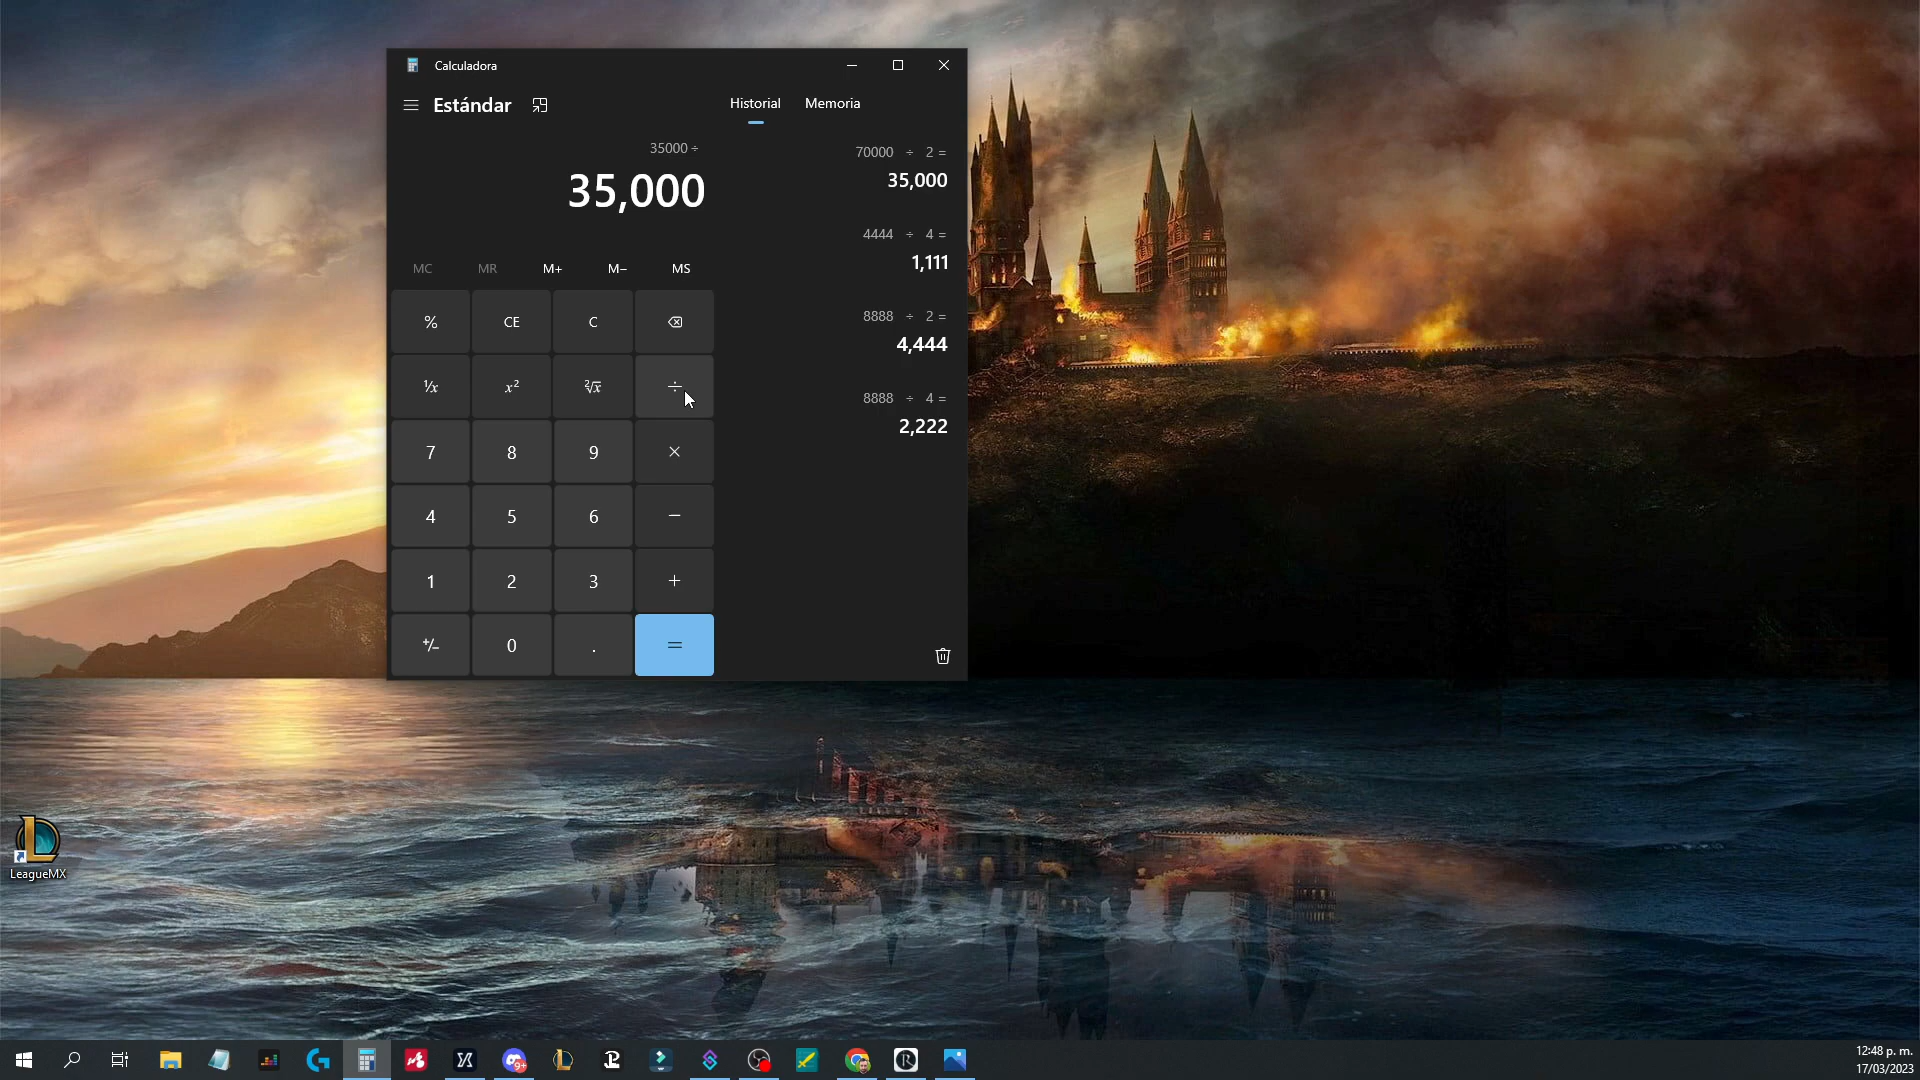 Calculadora
Estándar
Historial Memoria
35000 ÷
35,000
70000 ÷ 2 =
35,000
4444 ÷ 4 =
1,111
8888 ÷ 2 =
4,444
8888 ÷ 4 =
2,222
MC MR M+ M− MS
% CE C
⅟x x² ²√x ÷
7 8 9 ×
4 5 6 −
1 2 3 +
+/− 0 . =
LeagueMX
9+
12:48 p. m.
17/03/2023